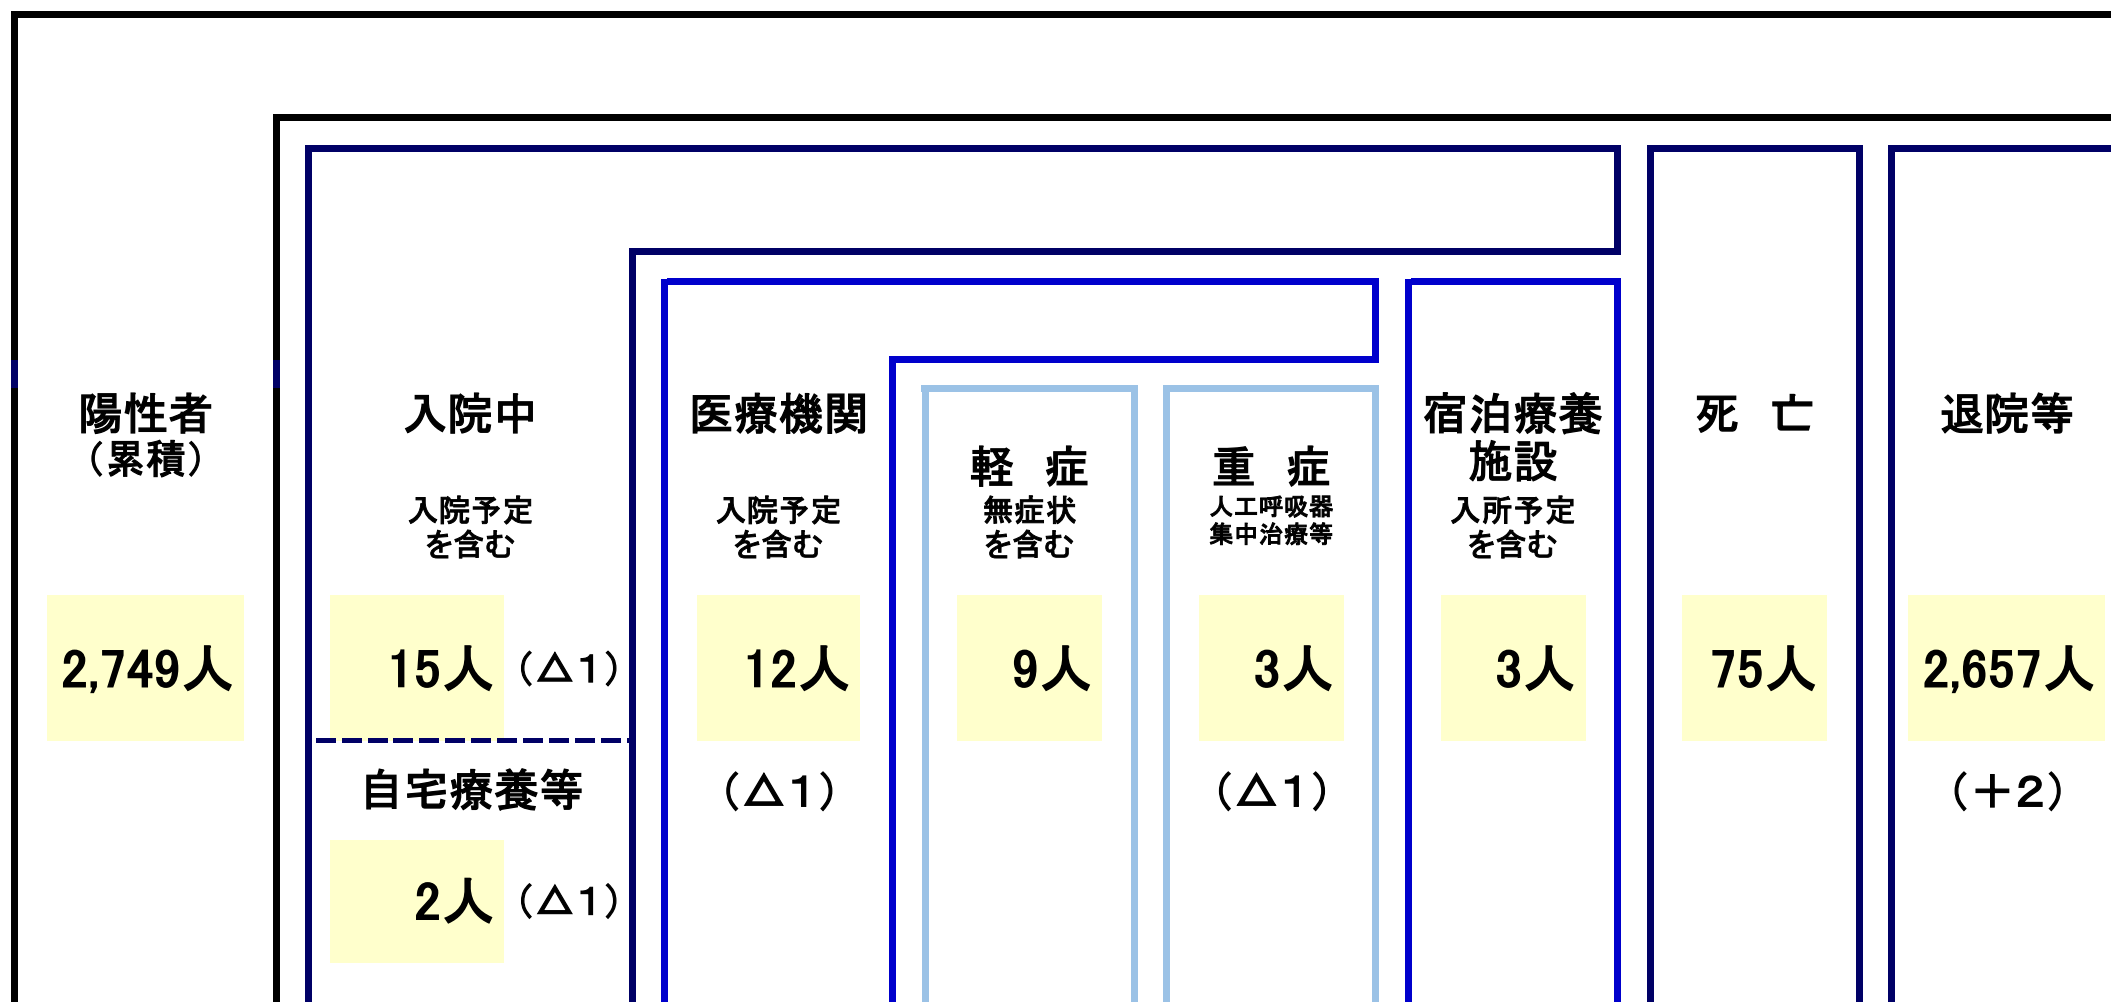 陽性者
（累積）
2,749人
入院中
入院予定
を含む
15人（△１）
自宅療養等
2人（△１）
医療機関
入院予定
を含む
12人
（△１）
軽　症
無症状
を含む
9人
重　症
人工呼吸器
集中治療等
3人
（△１）
宿泊療養
施設
入所予定
を含む
3人
死　亡
75人
退院等
2,657人
（＋２）